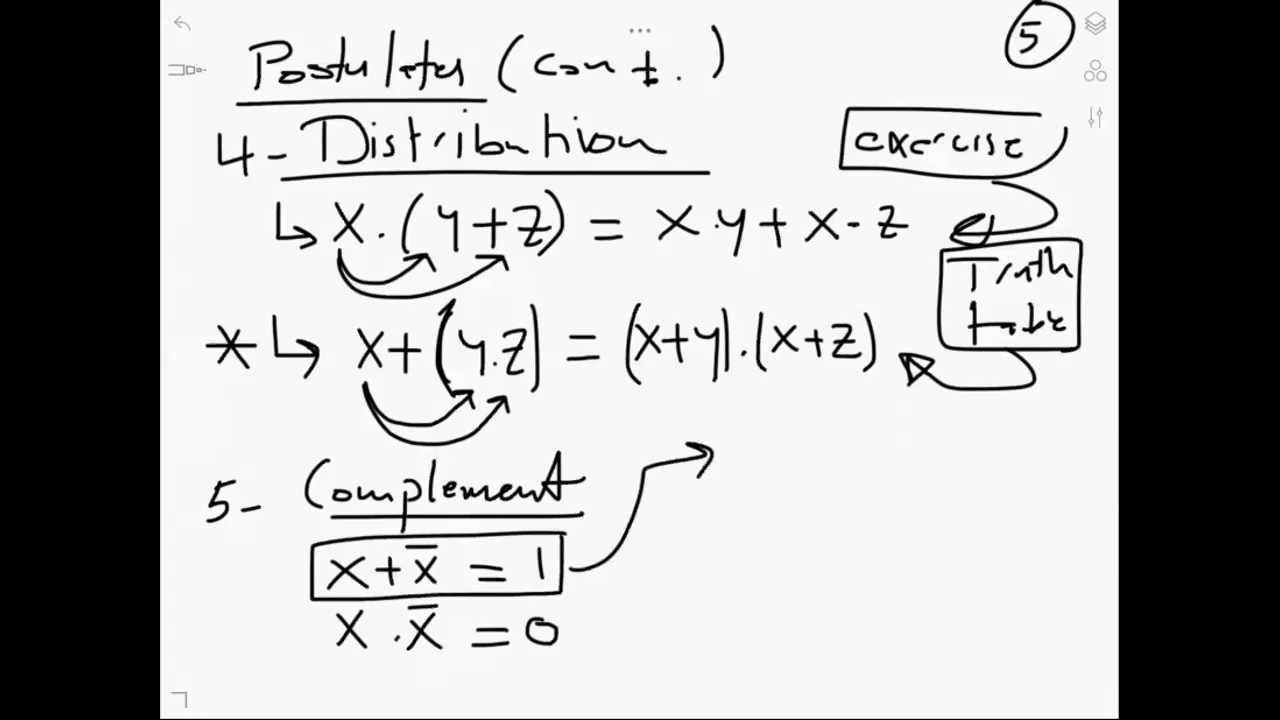 5
Postulates (cont.)
4- Distribution
exercise
↳ X · (Y + Z) = X · Y + X · Z
Truth table
* ↳ X + (Y · Z) = (X + Y) · (X + Z)
5- Complement
X + X̅ = 1
X · X̅ = 0